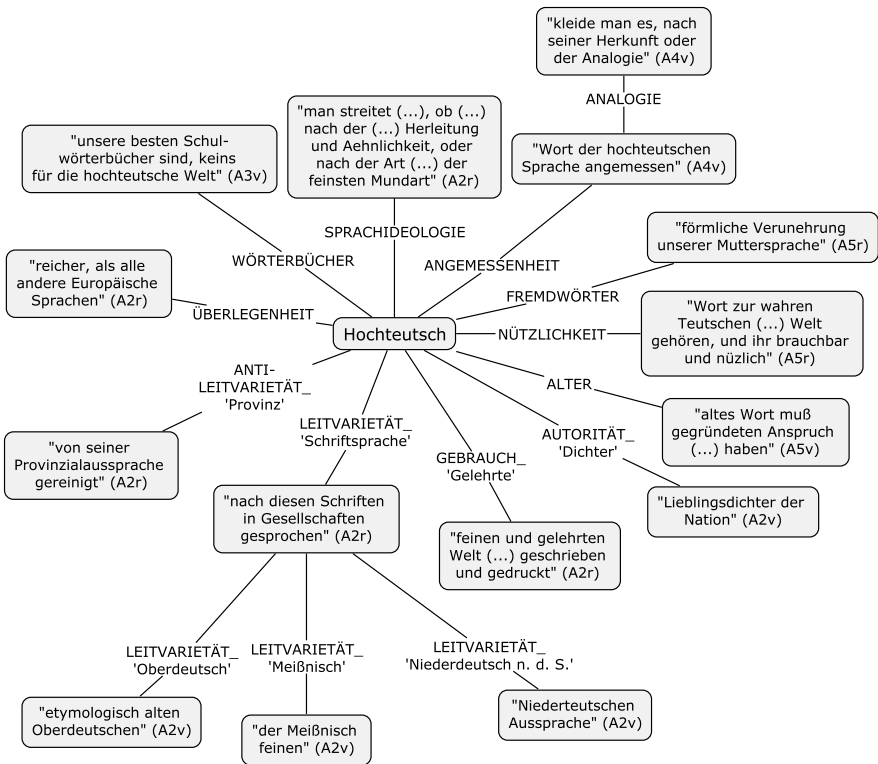 "kleide man es, nach
seiner Herkunft oder
der Analogie" (A4v)
ANALOGIE
"man streitet (...), ob (...)
nach der (...) Herleitung
und Aehnlichkeit, oder
nach der Art (...) der
feinsten Mundart" (A2r)
"unsere besten Schul-
wörterbücher sind, keins
für die hochteutsche Welt" (A3v)
"Wort der hochteutschen
Sprache angemessen" (A4v)
SPRACHIDEOLOGIE
WÖRTERBÜCHER
ANGEMESSENHEIT
"förmliche Verunehrung
unserer Muttersprache" (A5r)
"reicher, als alle
andere Europäische
Sprachen" (A2r)
ÜBERLEGENHEIT
FREMDWÖRTER
Hochteutsch
NÜTZLICHKEIT
"Wort zur wahren
Teutschen (...) Welt
gehören, und ihr brauchbar
und nüzlich" (A5r)
ANTI-
LEITVARIETÄT_
'Provinz'
ALTER
"altes Wort muß
gegründeten Anspruch
(...) haben" (A5v)
LEITVARIETÄT_
'Schriftsprache'
AUTORITÄT_
'Dichter'
GEBRAUCH_
'Gelehrte'
"von seiner
Provinzialaussprache
gereinigt" (A2r)
"nach diesen Schriften
in Gesellschaften
gesprochen" (A2r)
"Lieblingsdichter der
Nation" (A2v)
"feinen und gelehrten
Welt (...) geschrieben
und gedruckt" (A2r)
LEITVARIETÄT_
'Oberdeutsch'
LEITVARIETÄT_
'Meißnisch'
LEITVARIETÄT_
'Niederdeutsch n. d. S.'
"etymologisch alten
Oberdeutschen" (A2v)
"der Meißnisch
feinen" (A2v)
"Niederteutschen
Aussprache" (A2v)